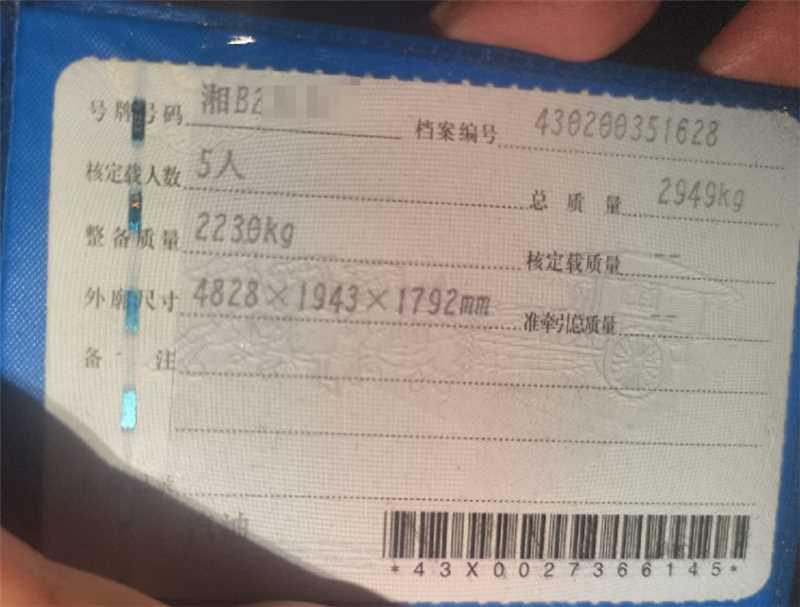 号牌号码 湘B2 档案编号 430200351628
核定载人数 5人 总质量 2949kg
整备质量 2230kg 核定载质量 --
外廓尺寸 4828×1943×1792mm 准牵引总质量 --
备注
油
*43X0027366145*